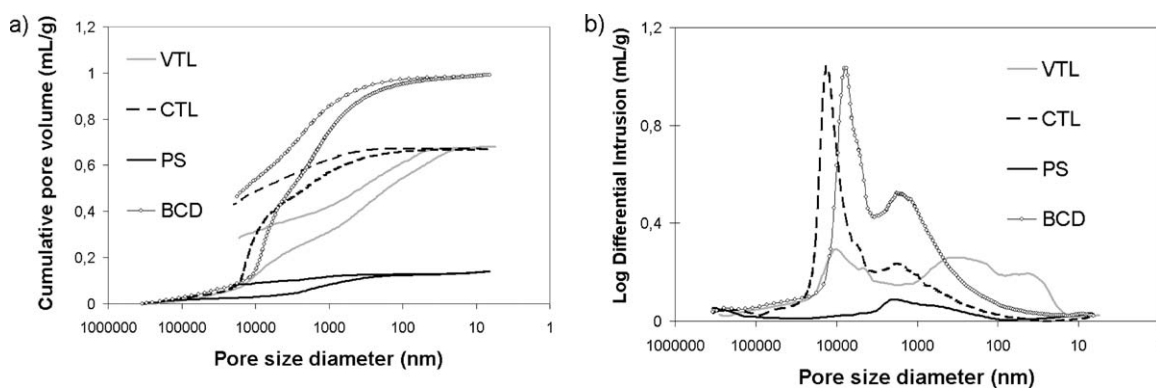 a)
Cumulative pore volume (mL/g)
1,2
1
0,8
0,6
0,4
0,2
0
VTL
CTL
PS
BCD
1000000 100000 10000 1000 100 10 1
Pore size diameter (nm)
b)
Log Differential Intrusion (mL/g)
1,2
0,8
0,4
0
VTL
CTL
PS
BCD
1000000 100000 10000 1000 100 10
Pore size diameter (nm)